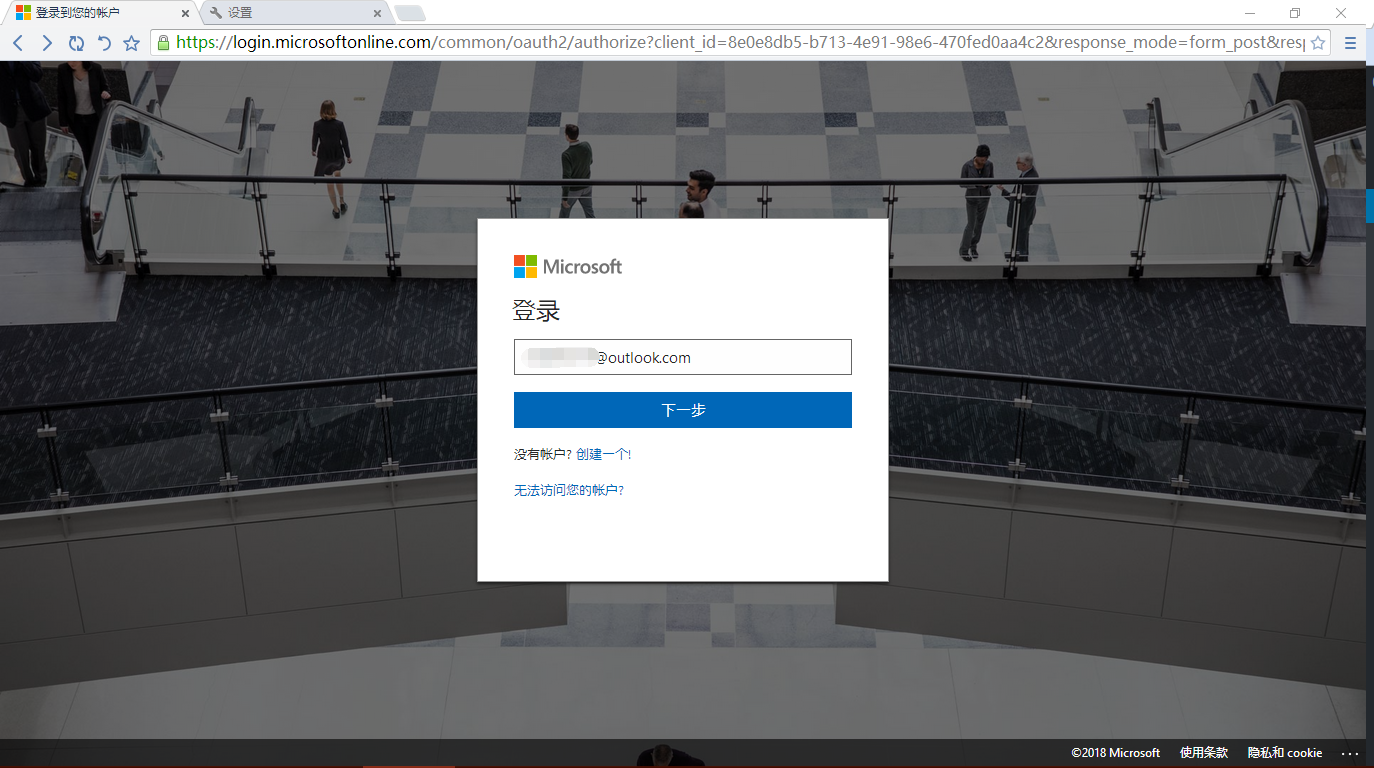 登录到您的帐户
设置
https://login.microsoftonline.com/common/oauth2/authorize?client_id=8e0e8db5-b713-4e91-98e6-470fed0aa4c2&response_mode=form_post&res
Microsoft
登录
@outlook.com
下一步
没有帐户? 创建一个!
无法访问您的帐户?
©2018 Microsoft 使用条款 隐私和 cookie ...